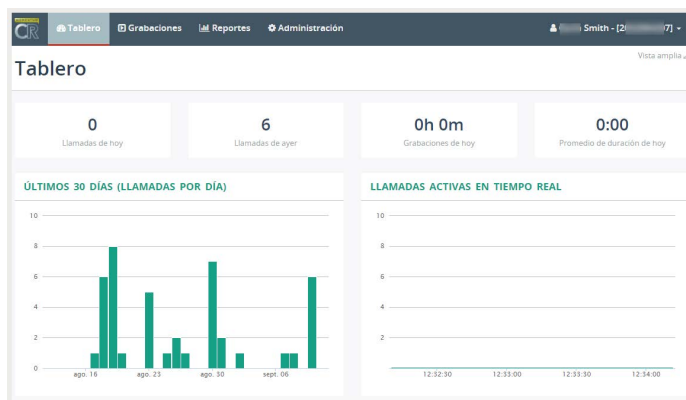 CR
Tablero Grabaciones Reportes Administración Smith - [2 7]
Vista amplia
Tablero
0 6 0h 0m 0:00
Llamadas de hoy Llamadas de ayer Grabaciones de hoy Promedio de duración de hoy
ÚLTIMOS 30 DÍAS (LLAMADAS POR DÍA) LLAMADAS ACTIVAS EN TIEMPO REAL
10 10
8 8
6 6
4 4
2 2
0
ago. 16 ago. 23 ago. 30 sept. 06 12:32:30 12:33:00 12:33:30 12:34:00